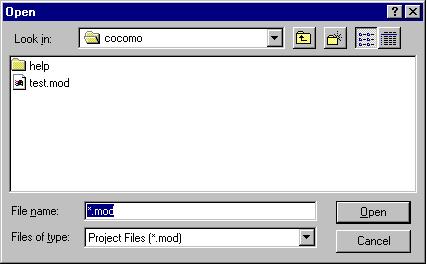 Open
Look in: cocomo
help
test.mod
File name: *.mod Open
Files of type: Project Files (*.mod) Cancel